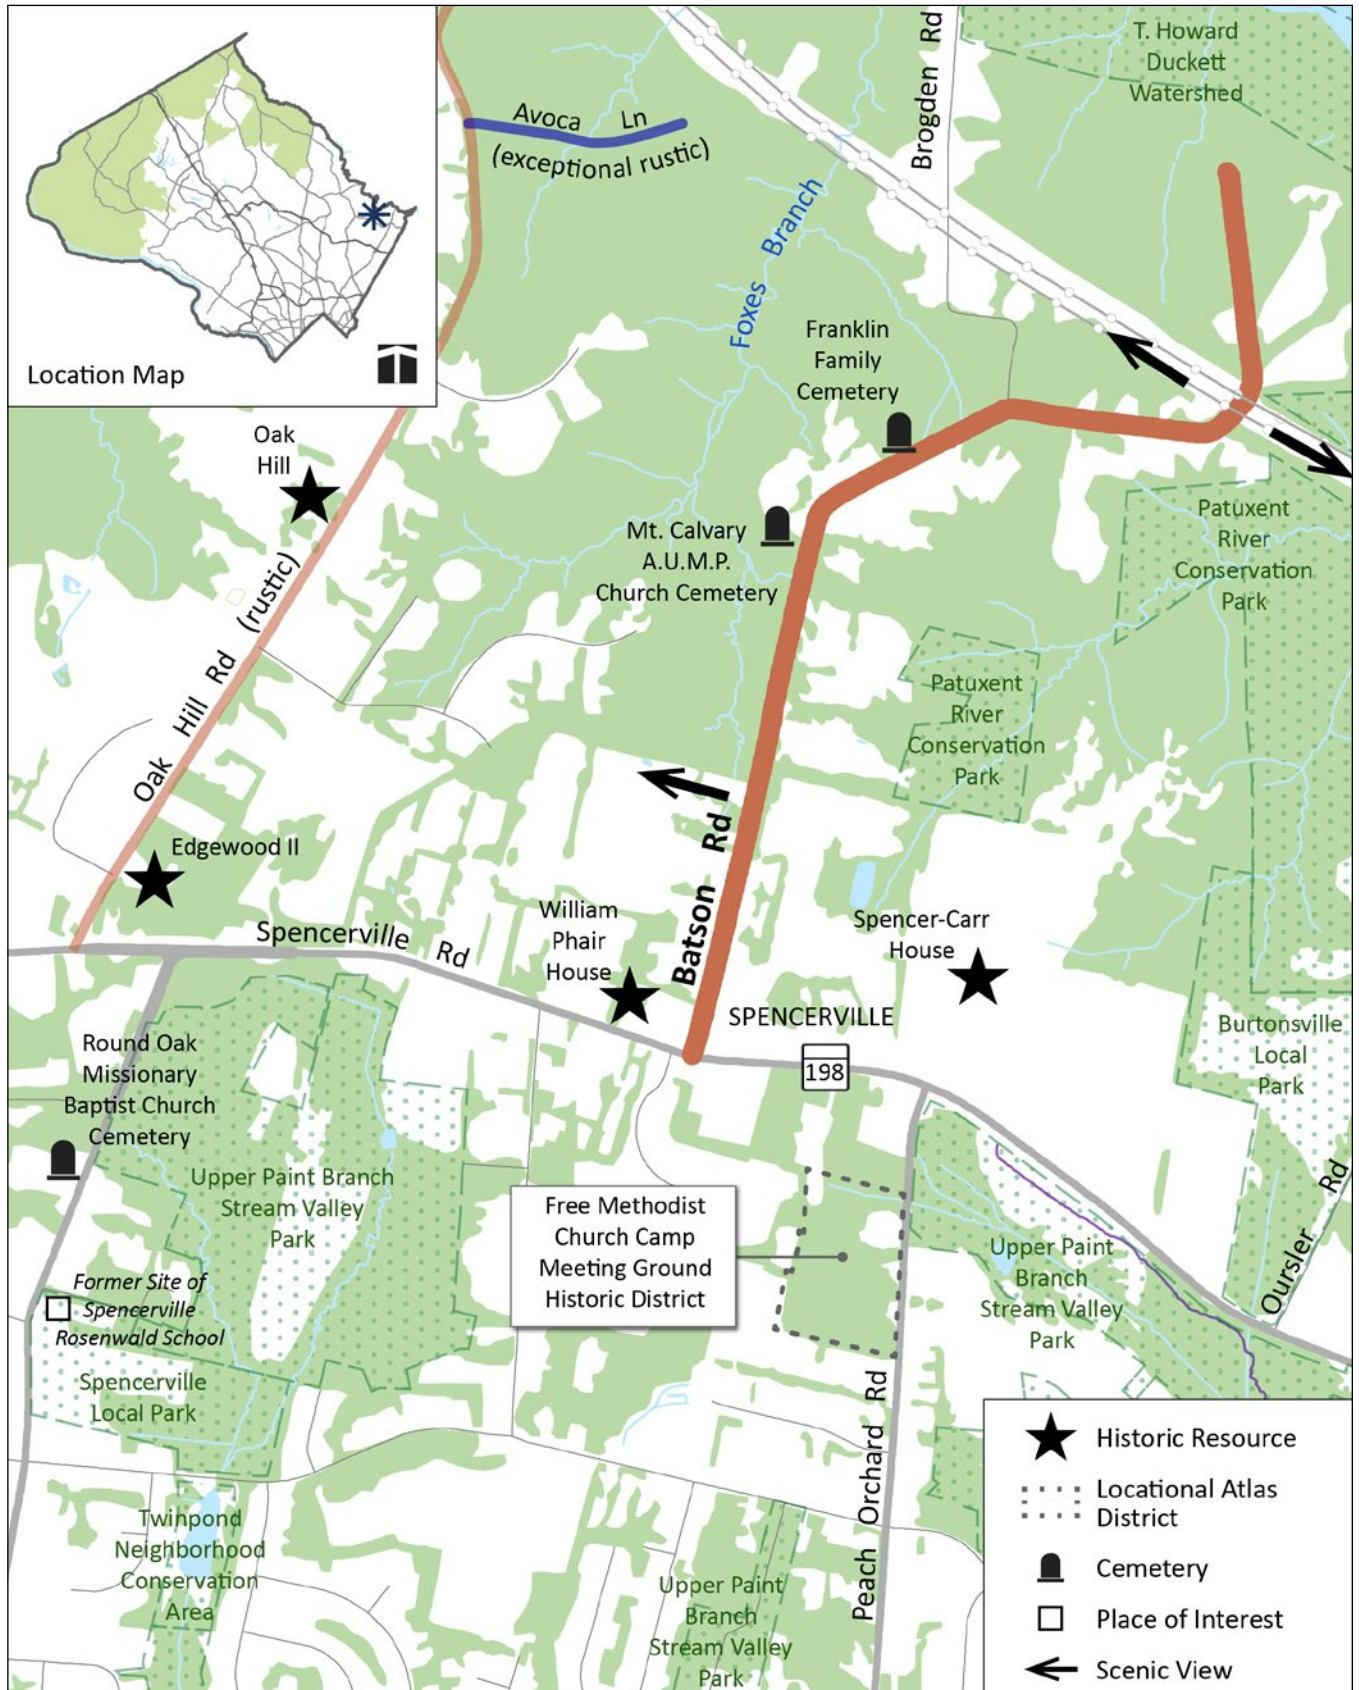 Location Map
Avoca Ln
(exceptional rustic)
Brogden Rd
T. Howard
Duckett
Watershed
Foxes Branch
Franklin
Family
Cemetery
Oak
Hill
Mt. Calvary
A.U.M.P.
Church Cemetery
Patuxent
River
Conservation
Park
Oak Hill Rd (rustic)
Patuxent
River
Conservation
Park
Edgewood II
Batson Rd
Spencerville Rd
William
Phair
House
Spencer-Carr
House
SPENCERVILLE
198
Burtonsville
Local
Park
Round Oak
Missionary
Baptist Church
Cemetery
Upper Paint Branch
Stream Valley
Park
Free Methodist
Church Camp
Meeting Ground
Historic District
Upper Paint
Branch
Stream Valley
Park
Oursler Rd
Former Site of
Spencerville
Rosenwald School
Spencerville
Local Park
Peach Orchard Rd
Twinpond
Neighborhood
Conservation
Area
Upper Paint
Branch
Stream Valley
Park
Historic Resource
Locational Atlas
District
Cemetery
Place of Interest
Scenic View